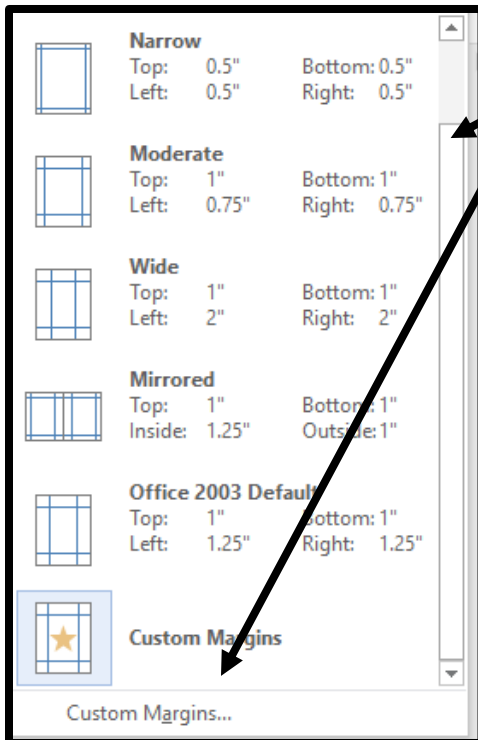 Narrow
Top: 0.5" Bottom: 0.5"
Left: 0.5" Right: 0.5"
Moderate
Top: 1" Bottom: 1"
Left: 0.75" Right: 0.75"
Wide
Top: 1" Bottom: 1"
Left: 2" Right: 2"
Mirrored
Top: 1" Bottom: 1"
Inside: 1.25" Outside: 1"
Office 2003 Default
Top: 1" Bottom: 1"
Left: 1.25" Right: 1.25"
Custom Margins
Custom Margins...